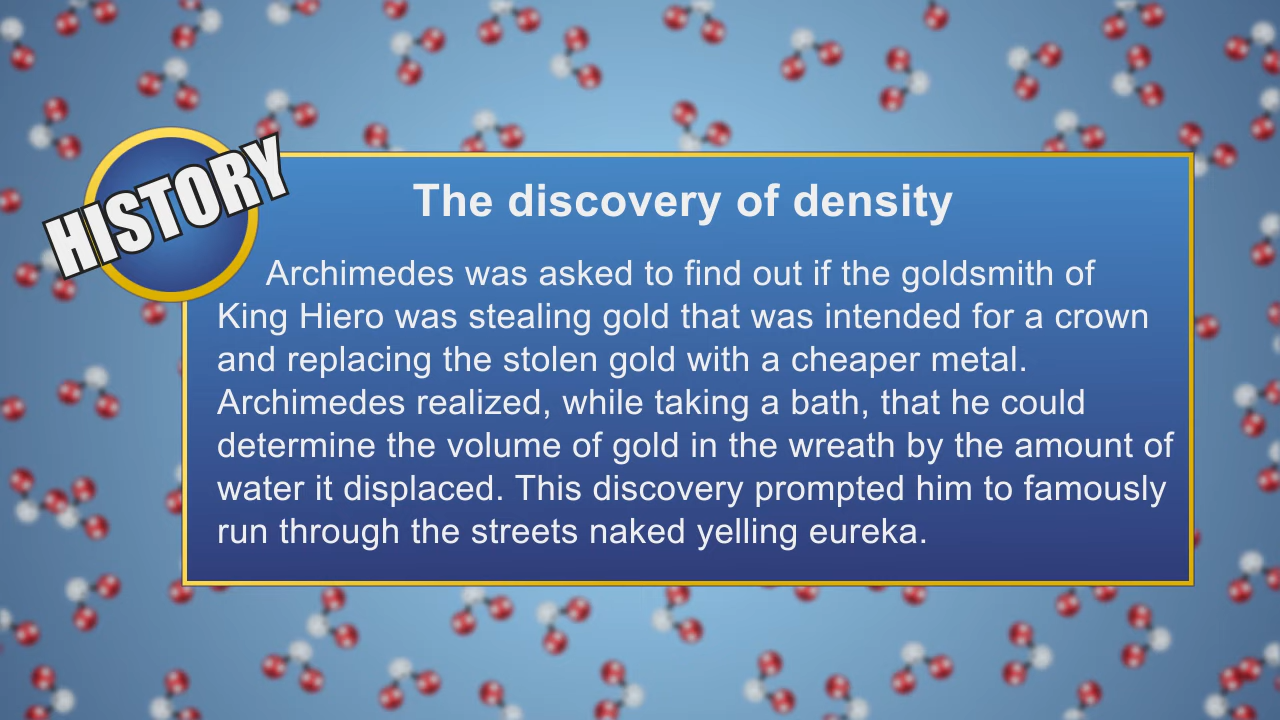 HISTORY
The discovery of density
Archimedes was asked to find out if the goldsmith of
King Hiero was stealing gold that was intended for a crown
and replacing the stolen gold with a cheaper metal.
Archimedes realized, while taking a bath, that he could
determine the volume of gold in the wreath by the amount of
water it displaced. This discovery prompted him to famously
run through the streets naked yelling eureka.